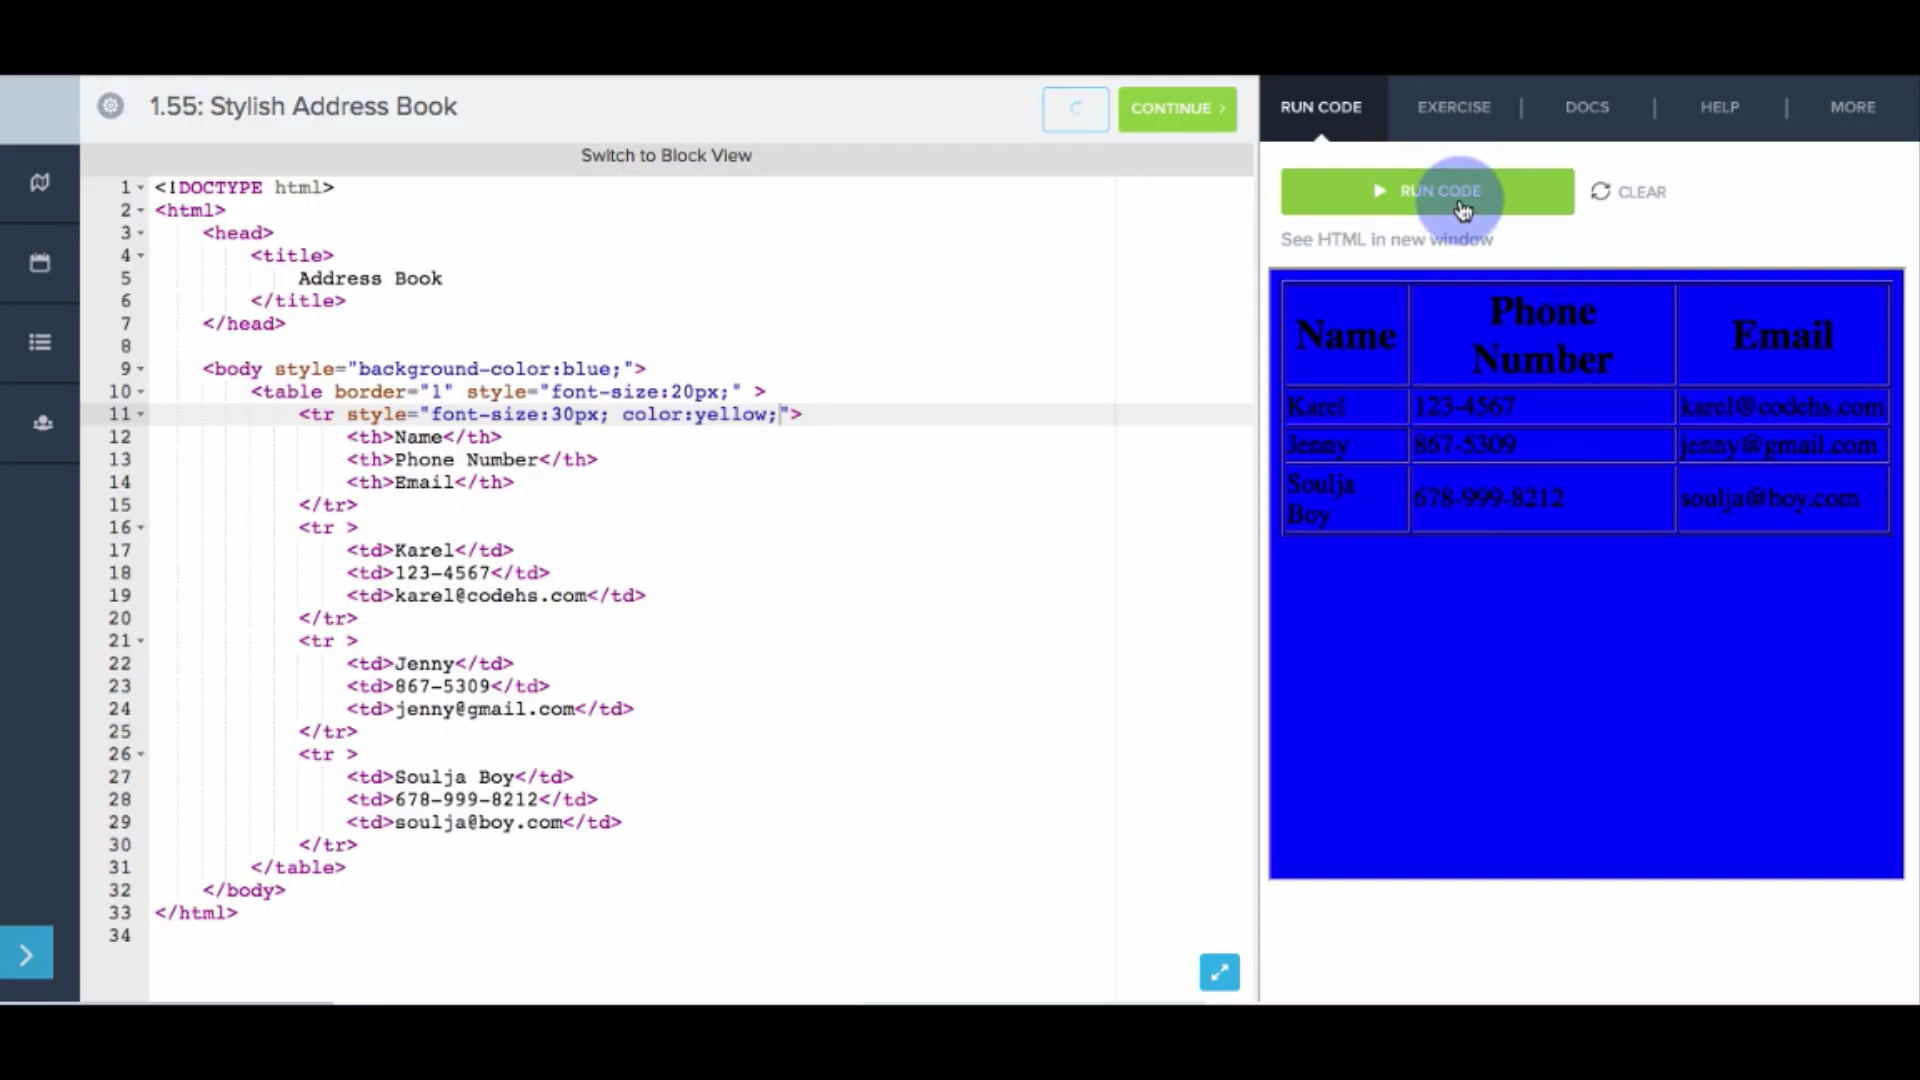 1.55: Stylish Address Book
CONTINUE ›
RUN CODE
EXERCISE
|
DOCS
|
HELP
|
MORE
Switch to Block View
RUN CODE
CLEAR
See HTML in new window
1 <!DOCTYPE html>
2 <html>
3 <head>
4 <title>
5 Address Book
6 </title>
7 </head>
8
9 <body style="background-color:blue;">
10 <table border="1" style="font-size:20px;" >
11 <tr style="font-size:30px; color:yellow;">
12 <th>Name</th>
13 <th>Phone Number</th>
14 <th>Email</th>
15 </tr>
16 <tr >
17 <td>Karel</td>
18 <td>123-4567</td>
19 <td>karel@codehs.com</td>
20 </tr>
21 <tr >
22 <td>Jenny</td>
23 <td>867-5309</td>
24 <td>jenny@gmail.com</td>
25 </tr>
26 <tr >
27 <td>Soulja Boy</td>
28 <td>678-999-8212</td>
29 <td>soulja@boy.com</td>
30 </tr>
31 </table>
32 </body>
33 </html>
34
Name
Phone
Number
Email
Karel
123-4567
karel@codehs.com
Jenny
867-5309
jenny@gmail.com
Soulja
Boy
678-999-8212
soulja@boy.com